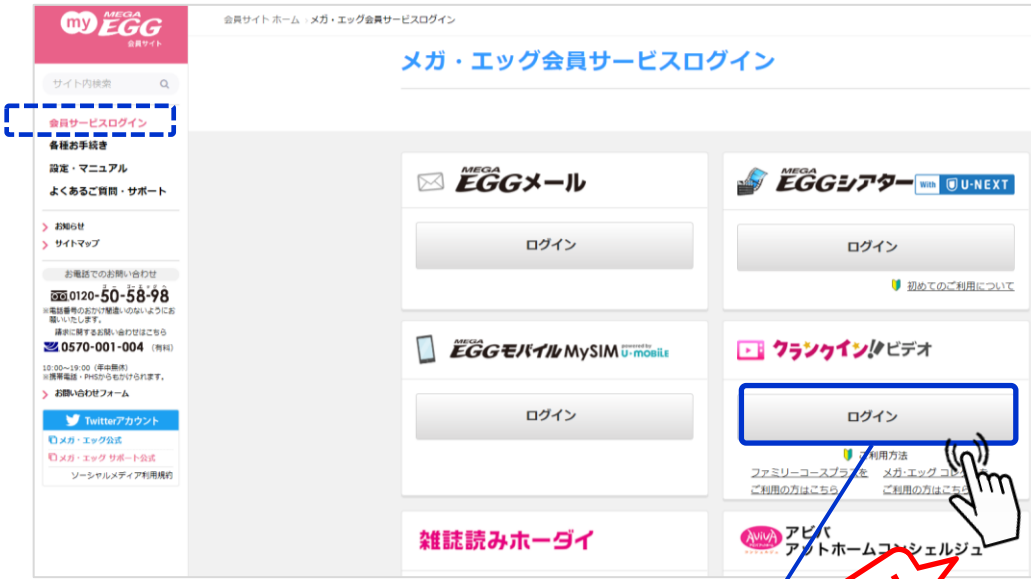 my MEGA EGG
会員サイト
サイト内検索
会員サービスログイン
各種お手続き
設定・マニュアル
よくあるご質問・サポート
お知らせ
サイトマップ
お電話でのお問い合わせ
0120-50-58-98
※電話番号のおかけ間違いのないようにお
願いいたします。
請求に関するお問い合わせはこちら
0570-001-004 (有料)
10:00~19:00 (年中無休)
※携帯電話・PHSからもかけられます。
お問い合わせフォーム
Twitterアカウント
メガ・エッグ公式
メガ・エッグ サポート公式
ソーシャルメディア利用規約
会員サイト ホーム > メガ・エッグ会員サービスログイン
メガ・エッグ会員サービスログイン
MEGA EGGメール
ログイン
MEGA EGGシアター With U-NEXT
ログイン
初めてのご利用について
MEGA EGGモバイル MySIM powered by U-mobile
ログイン
クランクイン!!ビデオ
ログイン
ご利用方法
ファミリーコースプラスを
ご利用の方はこちら
メガ・エッグ コレ
ご利用の方はこちら
雑誌読みホーダイ
AVIVA アビバ
アットホームコンシェルジュ